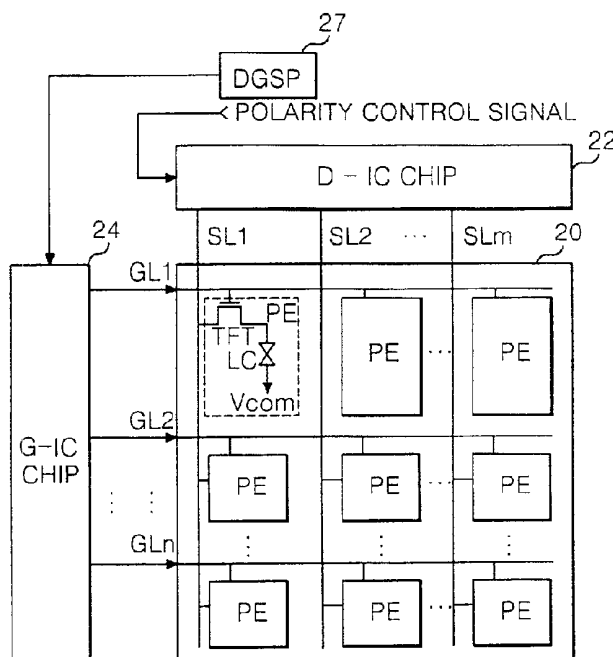 27
DGSP
POLARITY CONTROL SIGNAL
22
D-IC CHIP
24
SL1 SL2 ... SLm
20
GL1
PE
TFT
LC
Vcom
PE ... PE
G-IC
CHIP
GL2
PE PE ... PE
GLn
PE PE ... PE